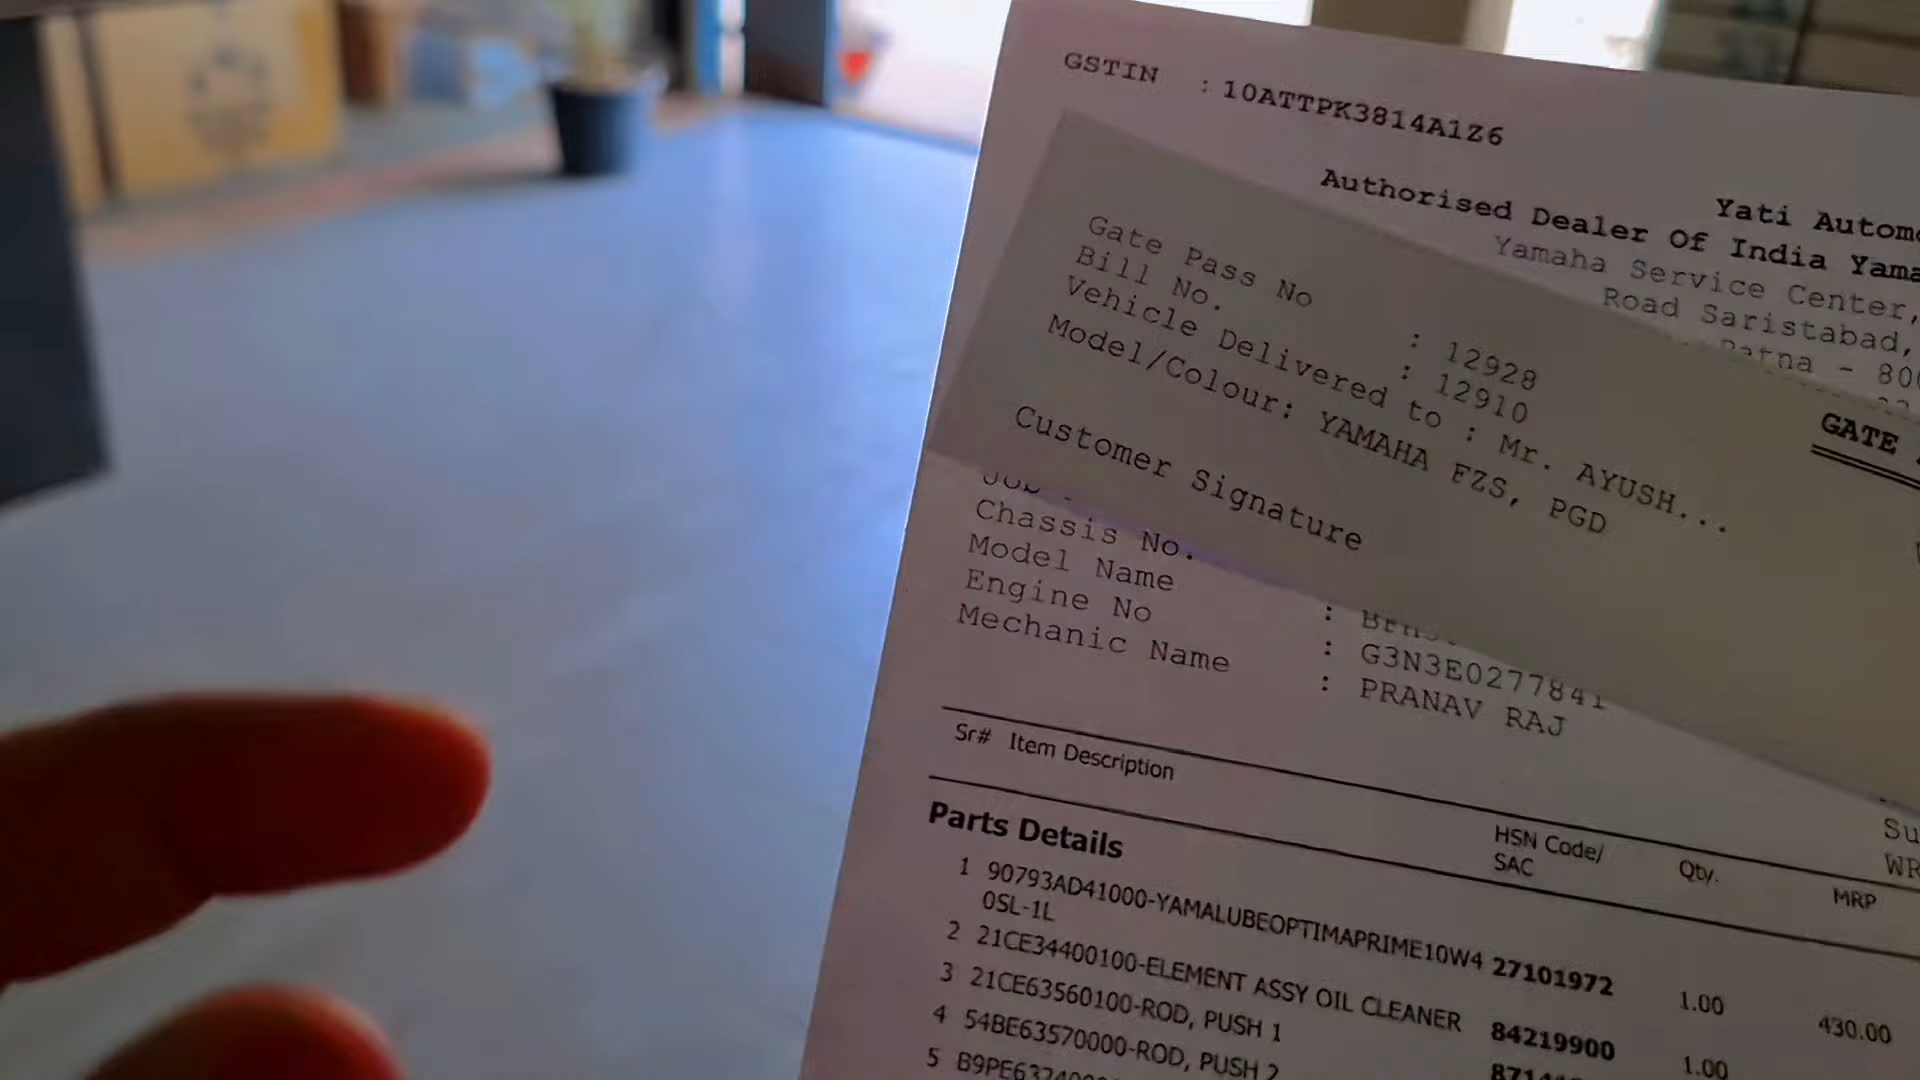 GSTIN : 10ATTPK3814A1Z6
Yati
Authorised Dealer Of India
Yamaha Service Center,
Road Saristabad,
GATE
Gate Pass No : 12928
Bill No. : 12910
Vehicle Delivered to : Mr. AYUSH...
Model/Colour: YAMAHA FZS, PGD
Customer Signature
Chassis No.
Model Name
Engine No : G3N3E0277841
Mechanic Name : PRANAV RAJ
Sr# Item Description HSN Code/ Qty. MRP
SAC
Parts Details
1 90793AD41000-YAMALUBEOPTIMAPRIME10W4 27101972 1.00 430.00
0SL-1L
2 21CE34400100-ELEMENT ASSY OIL CLEANER 84219900 1.00
3 21CE63560100-ROD, PUSH 1
4 54BE63570000-ROD, PUSH 2
5